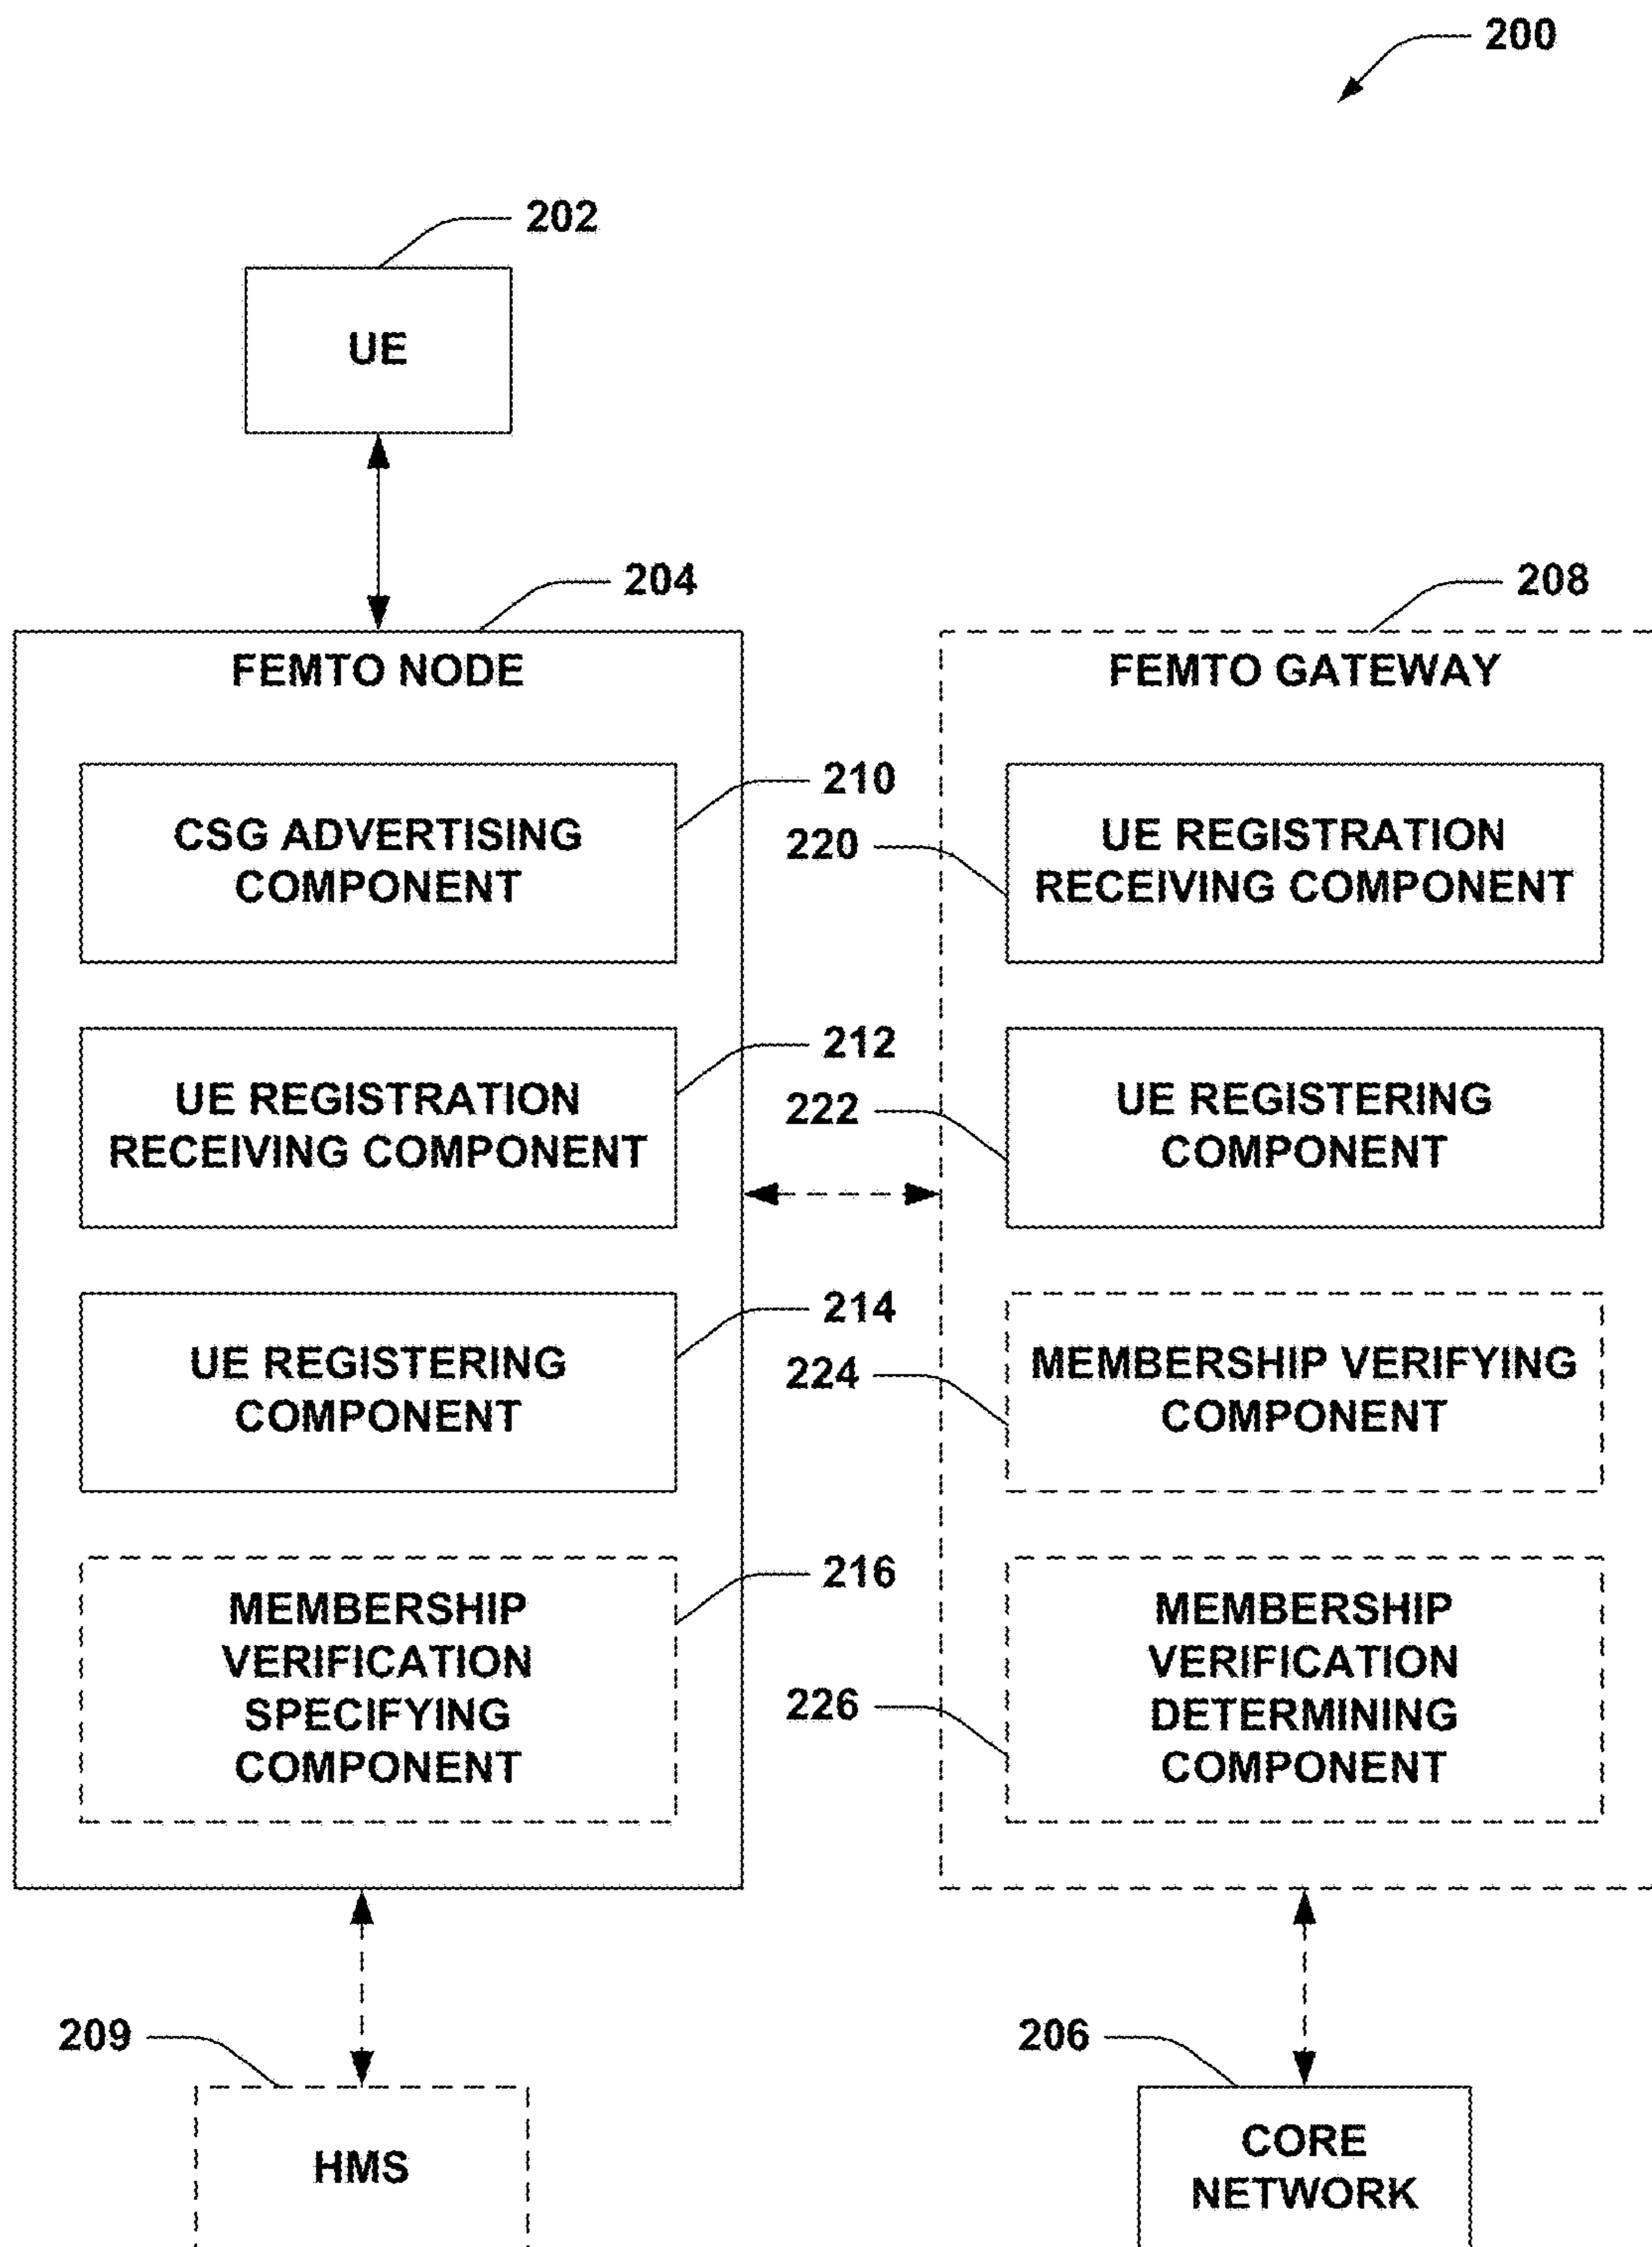 200
202
UE
204
208
FEMTO NODE
FEMTO GATEWAY
210
CSG ADVERTISING
COMPONENT
220
UE REGISTRATION
RECEIVING COMPONENT
212
UE REGISTRATION
RECEIVING COMPONENT
222
UE REGISTERING
COMPONENT
214
UE REGISTERING
COMPONENT
224
MEMBERSHIP VERIFYING
COMPONENT
216
MEMBERSHIP
VERIFICATION
SPECIFYING
COMPONENT
226
MEMBERSHIP
VERIFICATION
DETERMINING
COMPONENT
209
HMS
206
CORE
NETWORK